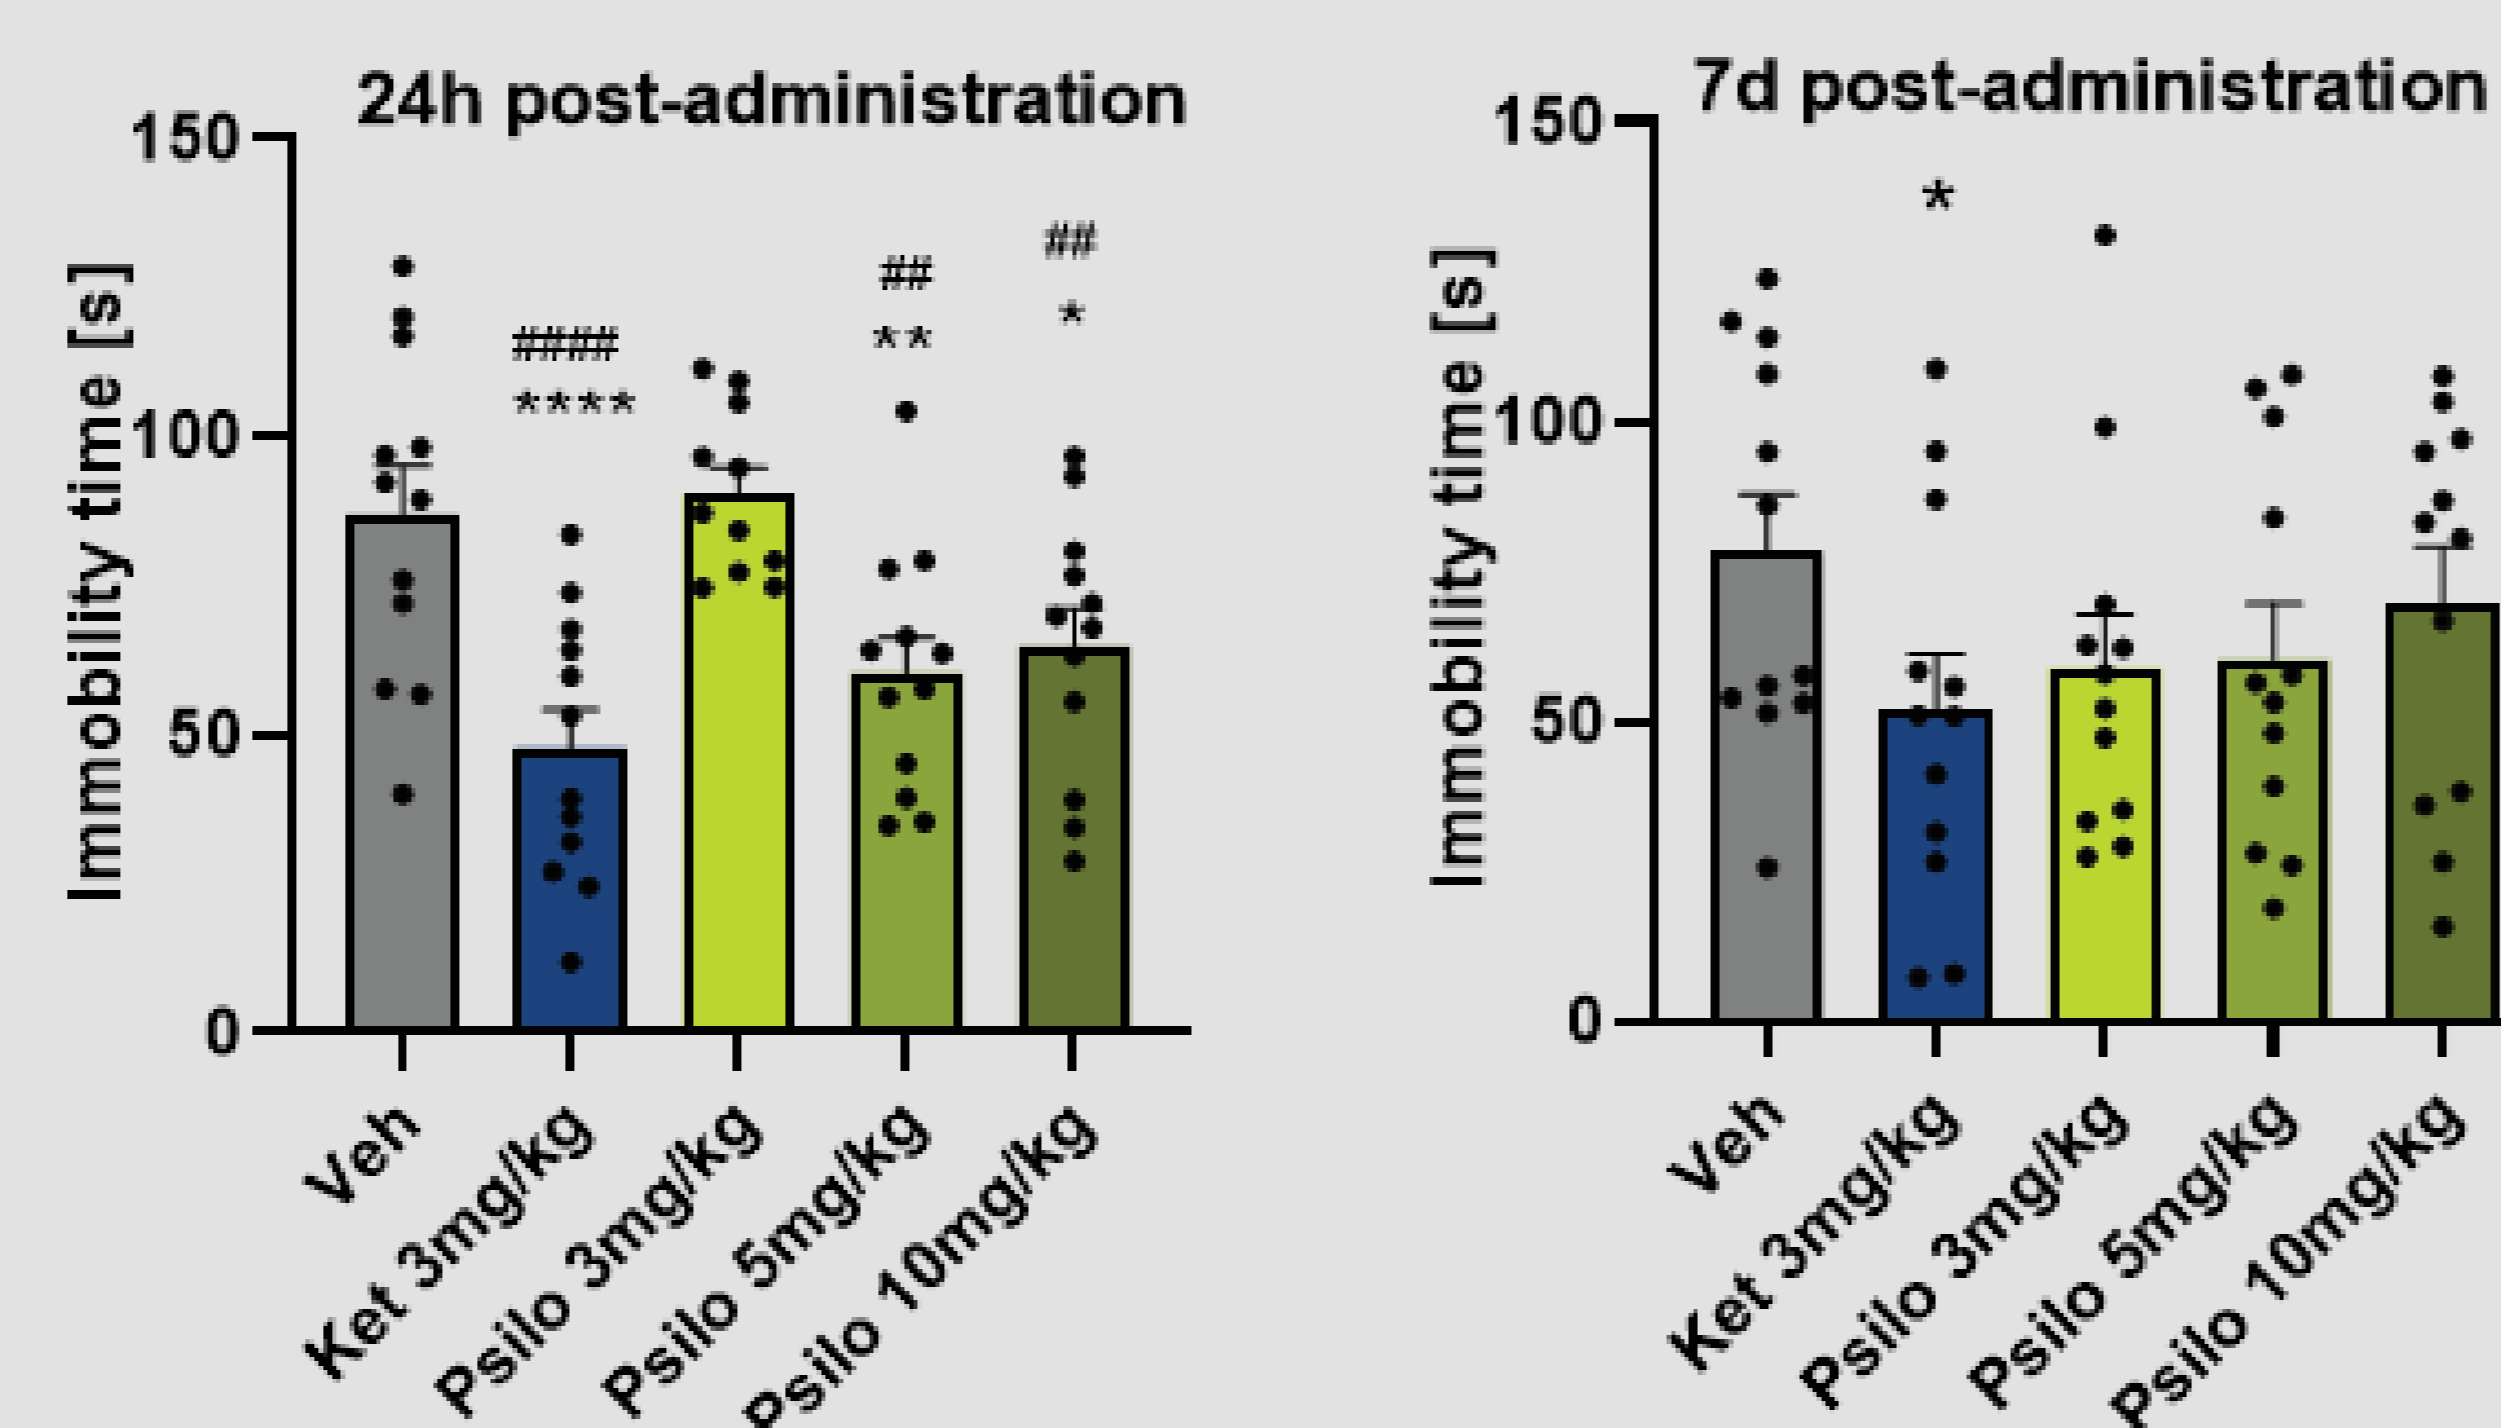 24h post-administration
Immobility time [s]
150
100
50
0
##
##
*
####
**
****
Veh
Ket 3mg/kg
Psilo 3mg/kg
Psilo 5mg/kg
Psilo 10mg/kg
7d post-administration
Immobility time [s]
150
100
50
0
*
Veh
Ket 3mg/kg
Psilo 3mg/kg
Psilo 5mg/kg
Psilo 10mg/kg